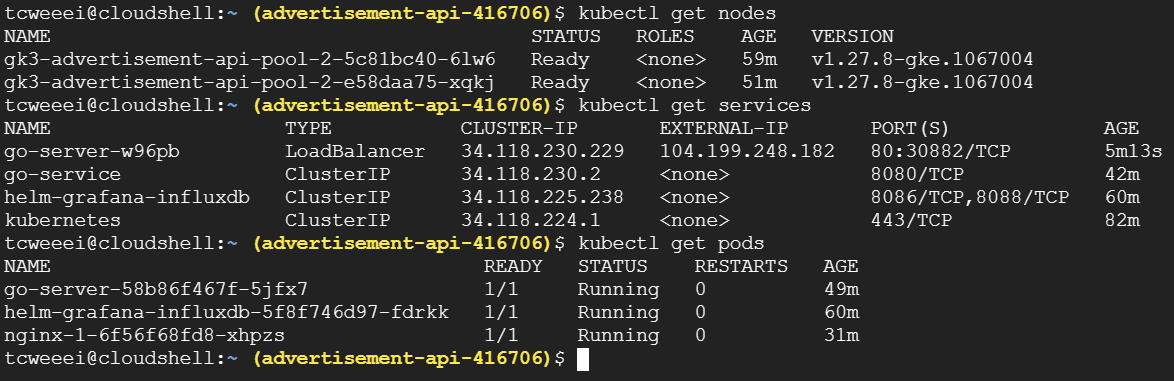 tcweeei@cloudshell:~ (advertisement-api-416706)$ kubectl get nodes
NAME STATUS ROLES AGE VERSION
gk3-advertisement-api-pool-2-5c81bc40-6lw6 Ready <none> 59m v1.27.8-gke.1067004
gk3-advertisement-api-pool-2-e58daa75-xqkj Ready <none> 51m v1.27.8-gke.1067004
tcweeei@cloudshell:~ (advertisement-api-416706)$ kubectl get services
NAME TYPE CLUSTER-IP EXTERNAL-IP PORT(S) AGE
go-server-w96pb LoadBalancer 34.118.230.229 104.199.248.182 80:30882/TCP 5m13s
go-service ClusterIP 34.118.230.2 <none> 8080/TCP 42m
helm-grafana-influxdb ClusterIP 34.118.225.238 <none> 8086/TCP,8088/TCP 60m
kubernetes ClusterIP 34.118.224.1 <none> 443/TCP 82m
tcweeei@cloudshell:~ (advertisement-api-416706)$ kubectl get pods
NAME READY STATUS RESTARTS AGE
go-server-58b86f467f-5jfx7 1/1 Running 0 49m
helm-grafana-influxdb-5f8f746d97-fdrkk 1/1 Running 0 60m
nginx-1-6f56f68fd8-xhpzs 1/1 Running 0 31m
tcweeei@cloudshell:~ (advertisement-api-416706)$